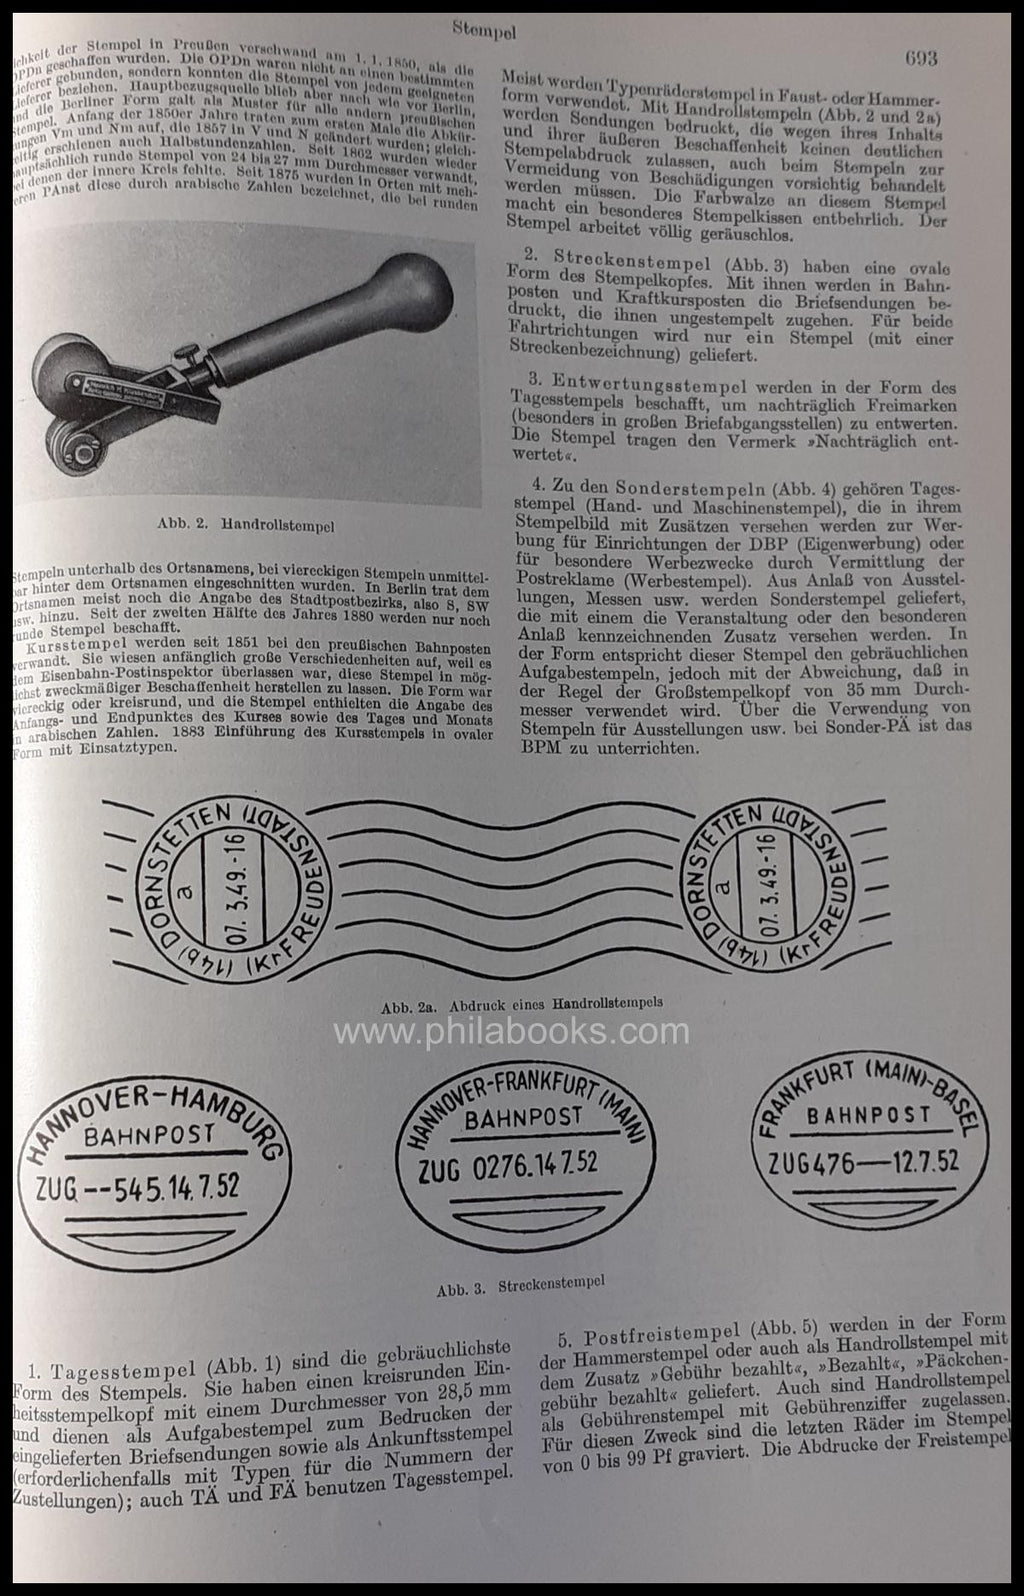 Stempel
693
lichkeit der Stempel in Preußen verschwand am 1. 1. 1850, als die
OPDn geschaffen wurden. Die OPDn waren nicht an einen bestimmten
Lieferer gebunden, sondern konnten die Stempel von jedem geeigneten
Lieferer beziehen. Hauptbezugsquelle blieb aber nach wie vor Berlin,
und die Berliner Form galt als Muster für alle andern preußischen
Stempel. Anfang der 1850er Jahre traten zum ersten Male die Abkür-
ungen Vm und Nm auf, die 1857 in V und N geändert wurden; gleich-
eitig erschienen auch Halbstundenzahlen. Seit 1862 wurden wieder
hauptsächlich runde Stempel von 24 bis 27 mm Durchmesser verwandt,
bei denen der innere Kreis fehlte. Seit 1875 wurden in Orten mit meh-
eren PAnst diese durch arabische Zahlen bezeichnet, die bei runden
Abb. 2. Handrollstempel
Stempeln unterhalb des Ortsnamens, bei viereckigen Stempeln unmittel-
bar hinter dem Ortsnamen eingeschnitten wurden. In Berlin trat dem
Ortsnamen meist noch die Angabe des Stadtpostbezirks, also S, SW
usw. hinzu. Seit der zweiten Hälfte des Jahres 1880 werden nur noch
runde Stempel beschafft.
Kursstempel werden seit 1851 bei den preußischen Bahnposten
verwandt. Sie wiesen anfänglich große Verschiedenheiten auf, weil es
dem Eisenbahn-Postinspektor überlassen war, diese Stempel in mög-
lichst zweckmäßiger Beschaffenheit herstellen zu lassen. Die Form war
viereckig oder kreisrund, und die Stempel enthielten die Angabe des
Anfangs- und Endpunktes des Kurses sowie des Tages und Monats
in arabischen Zahlen. 1883 Einführung des Kursstempels in ovaler
Form mit Einsatztypen.
Meist werden Typenräderstempel in Faust- oder Hammer-
form verwendet. Mit Handrollstempeln (Abb. 2 und 2a)
werden Sendungen bedruckt, die wegen ihres Inhalts
und ihrer äußeren Beschaffenheit keinen deutlichen
Stempelabdruck zulassen, auch beim Stempeln zur
Vermeidung von Beschädigungen vorsichtig behandelt
werden müssen. Die Farbwalze an diesem Stempel
macht ein besonderes Stempelkissen entbehrlich. Der
Stempel arbeitet völlig geräuschlos.
2. Streckenstempel (Abb. 3) haben eine ovale
Form des Stempelkopfes. Mit ihnen werden in Bahn-
posten und Kraftkursposten die Briefsendungen be-
druckt, die ihnen ungestempelt zugehen. Für beide
Fahrtrichtungen wird nur ein Stempel (mit einer
Streckenbezeichnung) geliefert.
3. Entwertungsstempel werden in der Form des
Tagesstempels beschafft, um nachträglich Freimarken
(besonders in großen Briefabgangsstellen) zu entwerten.
Die Stempel tragen den Vermerk »Nachträglich ent-
wertet«.
4. Zu den Sonderstempeln (Abb. 4) gehören Tages-
stempel (Hand- und Maschinenstempel), die in ihrem
Stempelbild mit Zusätzen versehen werden zur Wer-
bung für Einrichtungen der DBP (Eigenwerbung) oder
für besondere Werbezwecke durch Vermittlung der
Postreklame (Werbestempel). Aus Anlaß von Ausstel-
lungen, Messen usw. werden Sonderstempel geliefert,
die mit einem die Veranstaltung oder den besonderen
Anlaß kennzeichnenden Zusatz versehen werden. In
der Form entspricht dieser Stempel den gebräuchlichen
Aufgabestempeln, jedoch mit der Abweichung, daß in
der Regel der Großstempelkopf von 35 mm Durch-
messer verwendet wird. Über die Verwendung von
Stempeln für Ausstellungen usw. bei Sonder-PÄ ist das
BPM zu unterrichten.
(14b) DORNSTETTEN (WÜRTT) (Kr FREUDENSTADT)
a
07. 3.49.-16
(14b) DORNSTETTEN (Kr FREUDENSTADT)
a
07. 3.49.-16
Abb. 2a. Abdruck eines Handrollstempels
www.philabooks.com
HANNOVER-HAMBURG
BAHNPOST
ZUG --545.14.7.52
HANNOVER-FRANKFURT (MAIN)
BAHNPOST
ZUG 0276.14.7.52
FRANKFURT (MAIN)-BASEL
BAHNPOST
ZUG 476—12.7.52
Abb. 3. Streckenstempel
1. Tagesstempel (Abb. 1) sind die gebräuchlichste
Form des Stempels. Sie haben einen kreisrunden Ein-
heitsstempelkopf mit einem Durchmesser von 28,5 mm
und dienen als Aufgabestempel zum Bedrucken der
eingelieferten Briefsendungen sowie als Ankunftsstempel
(erforderlichenfalls mit Typen für die Nummern der
Zustellungen); auch TÄ und FÄ benutzen Tagesstempel.
5. Postfreistempel (Abb. 5) werden in der Form
der Hammerstempel oder auch als Handrollstempel mit
dem Zusatz »Gebühr bezahlt«, »Bezahlt«, »Päckchen-
gebühr bezahlt« geliefert. Auch sind Handrollstempel
als Gebührenstempel mit Gebührenziffer zugelassen.
Für diesen Zweck sind die letzten Räder im Stempel
von 0 bis 99 Pf graviert. Die Abdrucke der Freistempel
www.philabooks.com